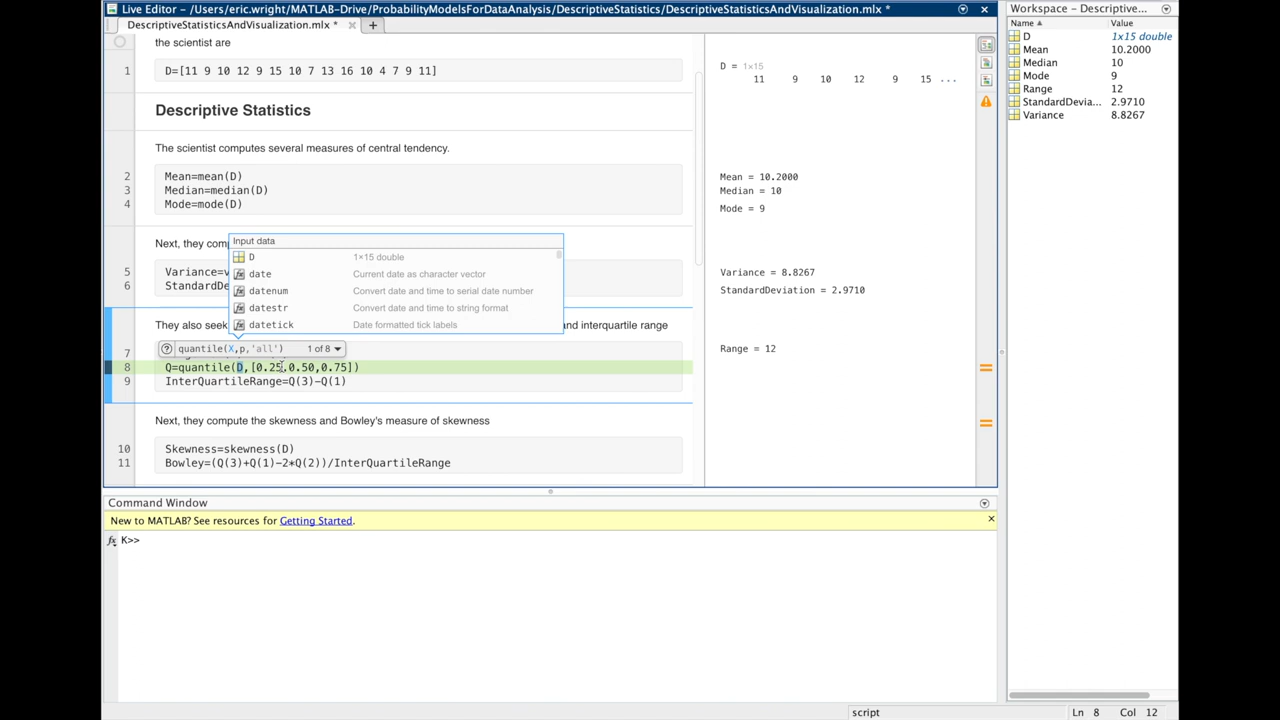 Live Editor - /Users/eric.wright/MATLAB-Drive/ProbabilityModelsForDataAnalysis/DescriptiveStatistics/DescriptiveStatisticsAndVisualization.mlx *
DescriptiveStatisticsAndVisualization.mlx *
the scientist are
1 D=[11 9 10 12 9 15 10 7 13 16 10 4 7 9 11]
Descriptive Statistics
The scientist computes several measures of central tendency.
2 Mean=mean(D)
3 Median=median(D)
4 Mode=mode(D)
Next, they comp
5 Variance=v
6 StandardDe
Input data
D 1×15 double
date Current date as character vector
datenum Convert date and time to serial date number
datestr Convert date and time to string format
datetick Date formatted tick labels
They also seek and interquartile range
quantile(X,p,'all') 1 of 8
7
8 Q=quantile(D,[0.25,0.50,0.75])
9 InterQuartileRange=Q(3)-Q(1)
Next, they compute the skewness and Bowley's measure of skewness
10 Skewness=skewness(D)
11 Bowley=(Q(3)+Q(1)-2*Q(2))/InterQuartileRange
D = 1×15
11 9 10 12 9 15 ...
Mean = 10.2000
Median = 10
Mode = 9
Variance = 8.8267
StandardDeviation = 2.9710
Range = 12
Command Window
New to MATLAB? See resources for Getting Started.
fx K>>
Workspace - Descriptive...
Name Value
D 1x15 double
Mean 10.2000
Median 10
Mode 9
Range 12
StandardDevia... 2.9710
Variance 8.8267
script
Ln 8 Col 12